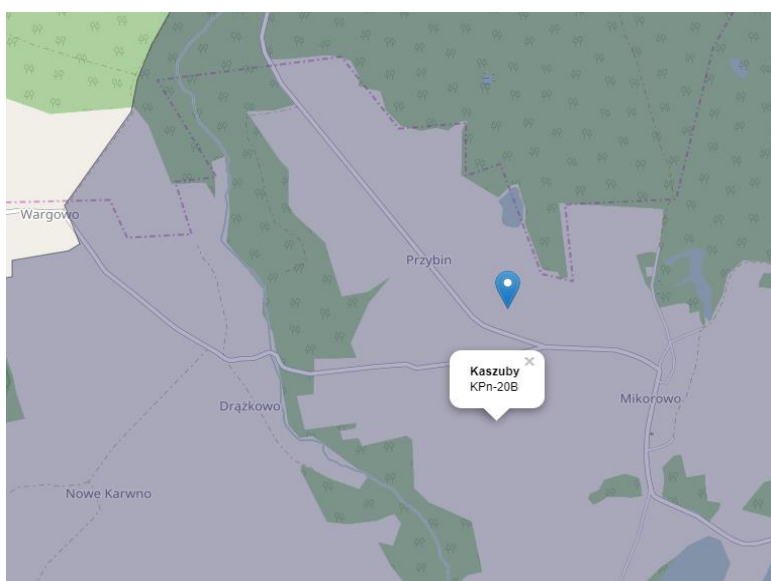 Wargowo
Przybin
Kaszuby ×
KPn-20B
Mikorowo
Drążkowo
Nowe Karwno